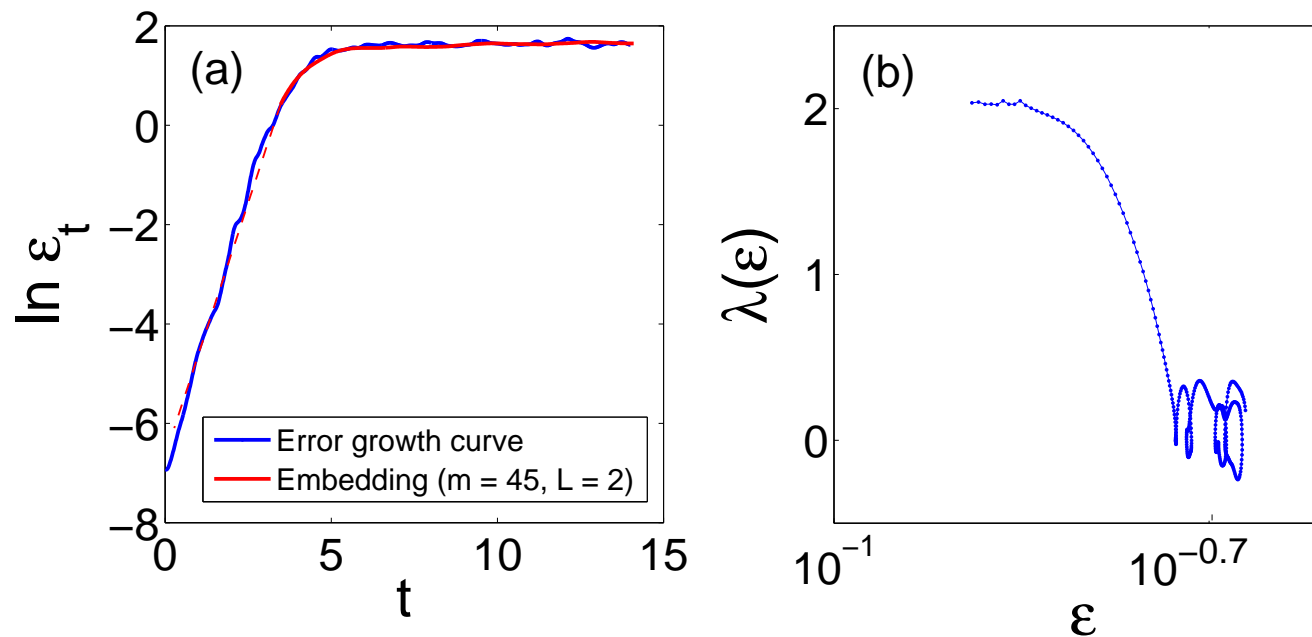 (a)
2
0
−2
−4
−6
−8
ln εt
0 5 10 15
t
Error growth curve
Embedding (m = 45, L = 2)
(b)
2
1
0
λ(ε)
10^−1 10^−0.7
ε